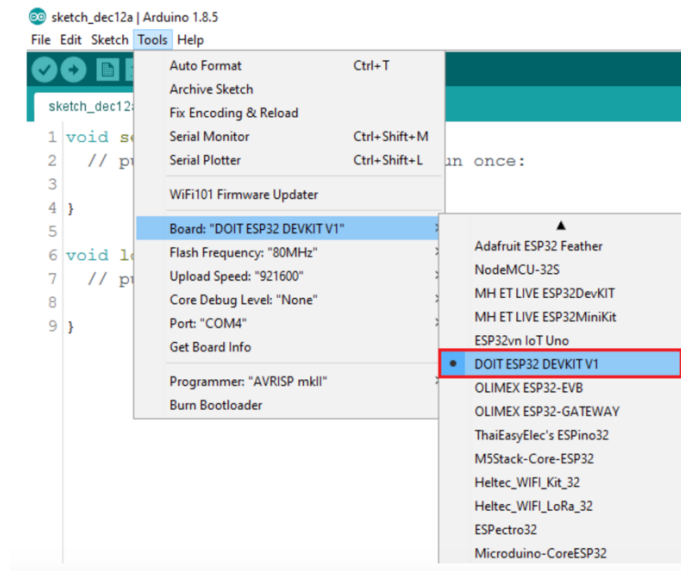 sketch_dec12a | Arduino 1.8.5
File Edit Sketch Tools Help
sketch_dec12
Auto Format Ctrl+T
Archive Sketch
Fix Encoding & Reload
Serial Monitor Ctrl+Shift+M
Serial Plotter Ctrl+Shift+L
WiFi101 Firmware Updater
Board: "DOIT ESP32 DEVKIT V1"
Flash Frequency: "80MHz"
Upload Speed: "921600"
Core Debug Level: "None"
Port: "COM4"
Get Board Info
Programmer: "AVRISP mkII"
Burn Bootloader
1 void s
2 // p un once:
3
4 }
5
6 void l
7 // p
8
9 }
Adafruit ESP32 Feather
NodeMCU-32S
MH ET LIVE ESP32DevKIT
MH ET LIVE ESP32MiniKit
ESP32vn IoT Uno
DOIT ESP32 DEVKIT V1
OLIMEX ESP32-EVB
OLIMEX ESP32-GATEWAY
ThaiEasyElec's ESPino32
M5Stack-Core-ESP32
Heltec_WIFI_Kit_32
Heltec_WIFI_LoRa_32
ESPectro32
Microduino-CoreESP32